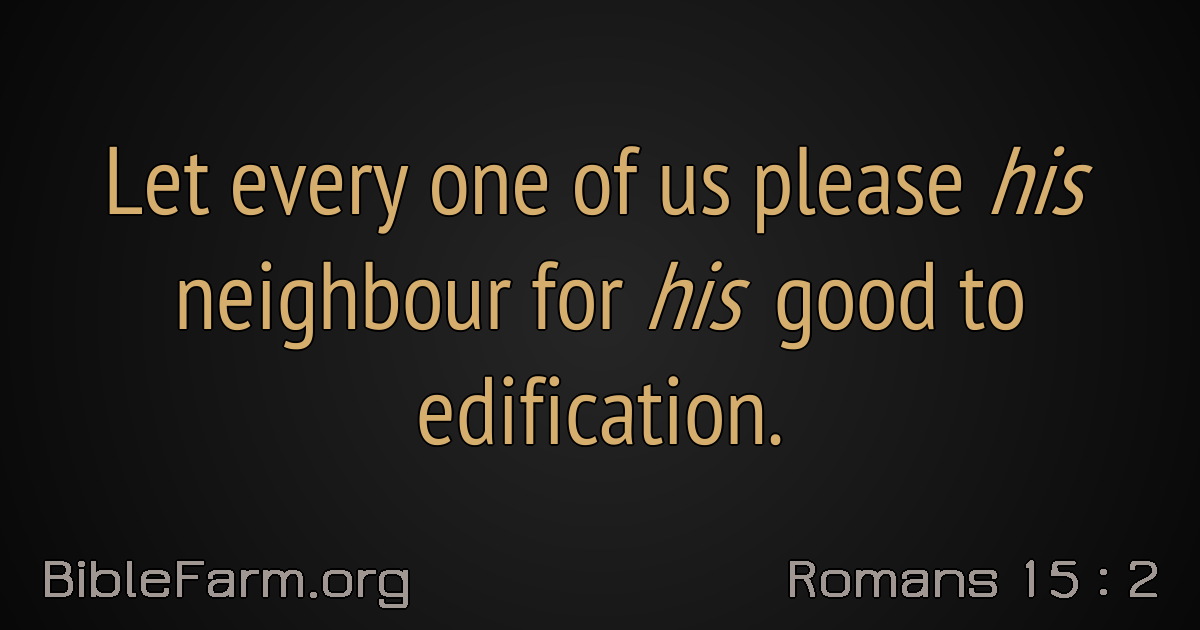 Let every one of us please his
neighbour for his good to
edification.
BibleFarm.org
Romans 15 : 2